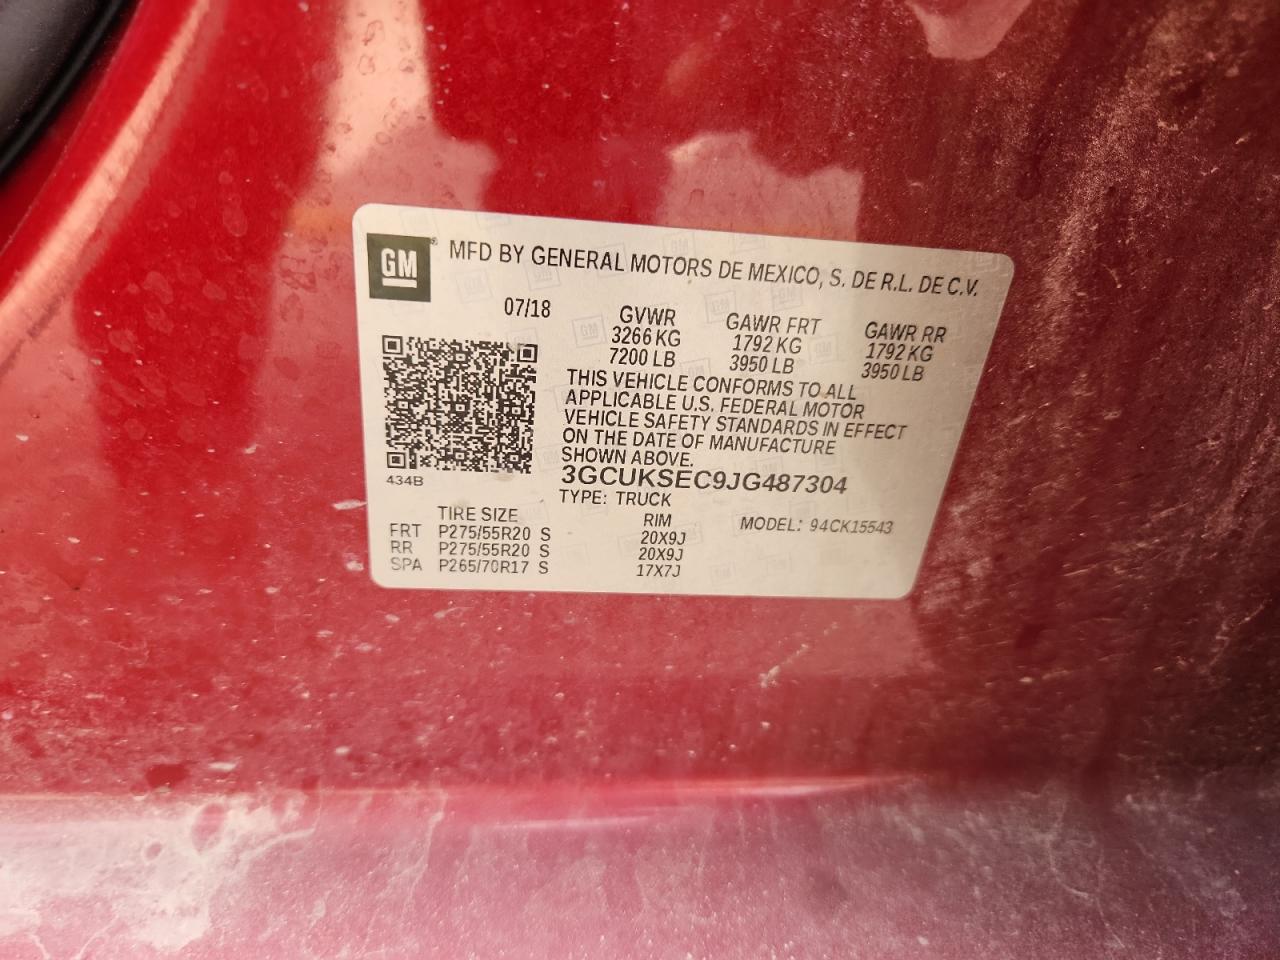 GM® MFD BY GENERAL MOTORS DE MEXICO, S. DE R.L. DE C.V.
07/18 GVWR GAWR FRT GAWR RR
3266 KG 1792 KG 1792 KG
7200 LB 3950 LB 3950 LB
THIS VEHICLE CONFORMS TO ALL
APPLICABLE U.S. FEDERAL MOTOR
VEHICLE SAFETY STANDARDS IN EFFECT
ON THE DATE OF MANUFACTURE
SHOWN ABOVE.
434B 3GCUKSEC9JG487304
TYPE: TRUCK
TIRE SIZE RIM MODEL: 94CK15543
FRT P275/55R20 S 20X9J
RR P275/55R20 S 20X9J
SPA P265/70R17 S 17X7J